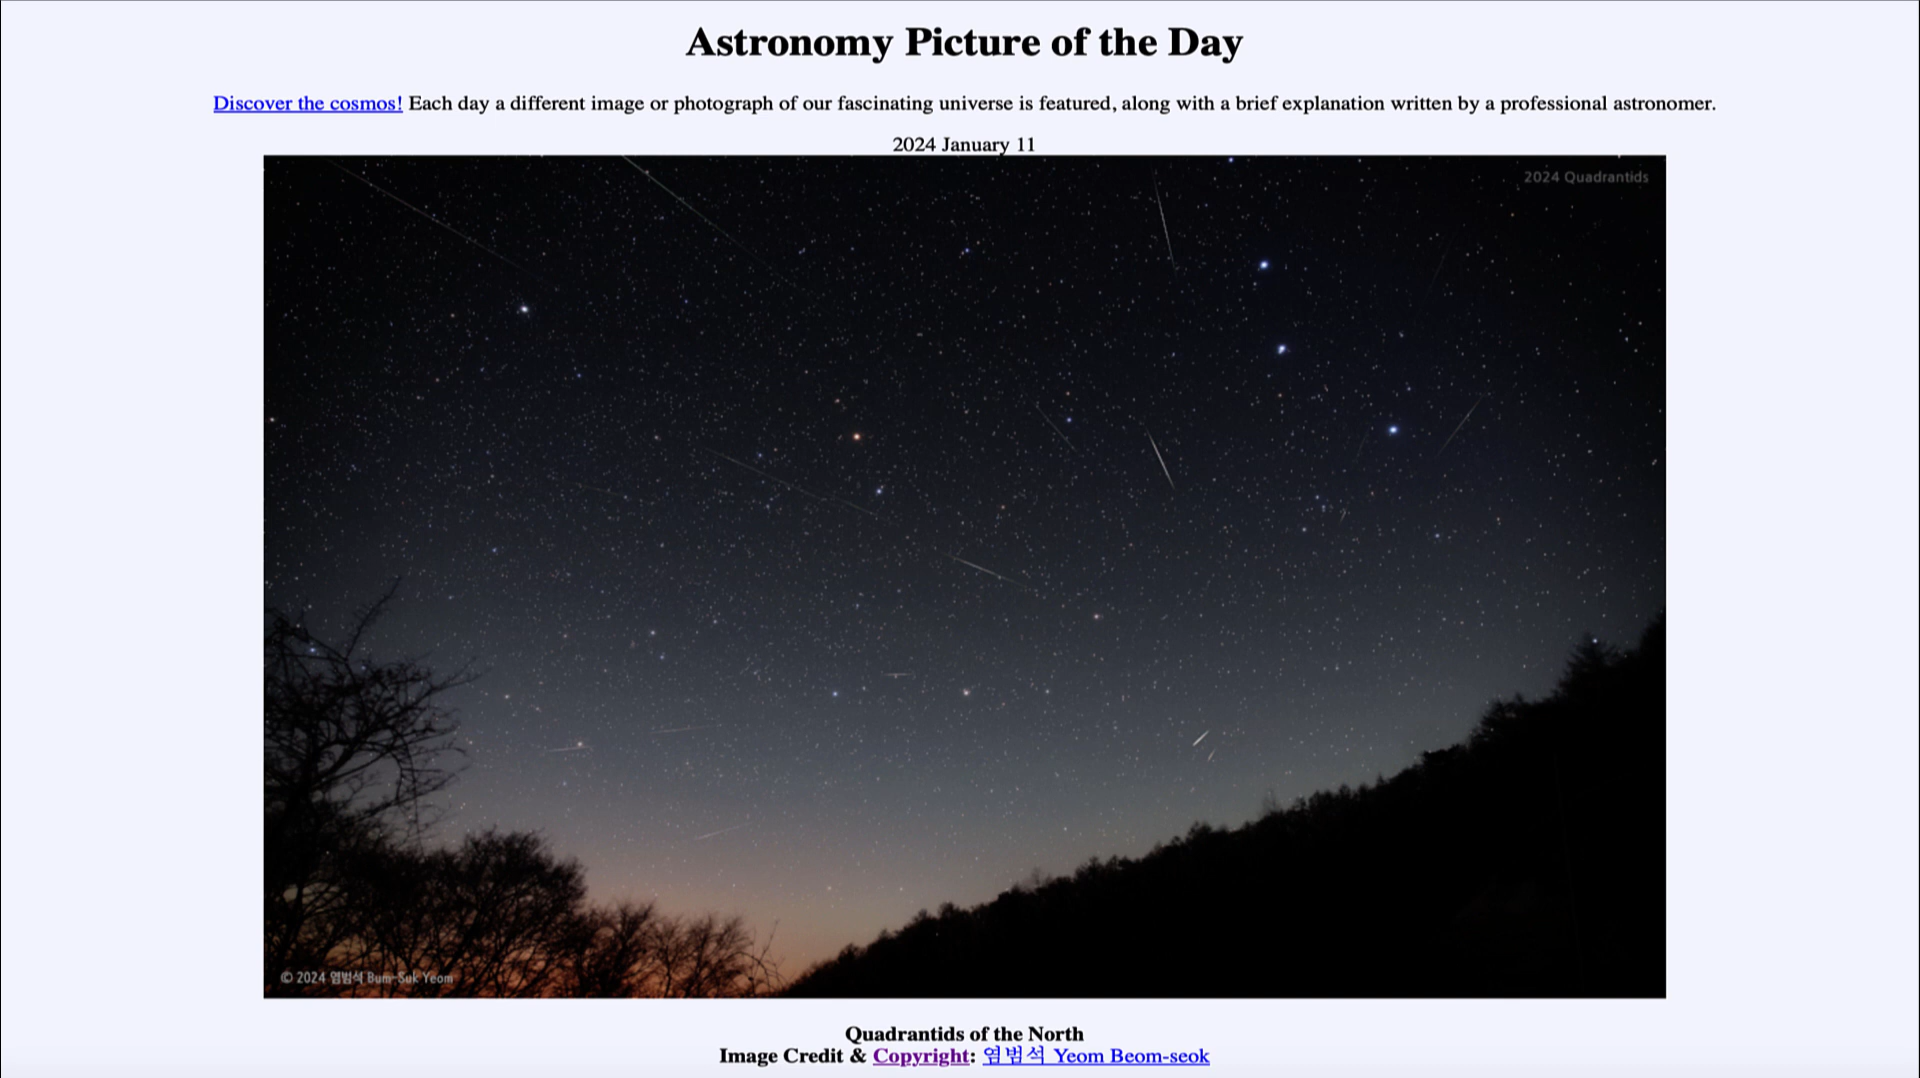 Astronomy Picture of the Day
Discover the cosmos! Each day a different image or photograph of our fascinating universe is featured, along with a brief explanation written by a professional astronomer.
2024 January 11
2024 Quadrantids
© 2024 염범석 Bum-Suk Yeom
Quadrantids of the North
Image Credit & Copyright: 염범석 Yeom Beom-seok